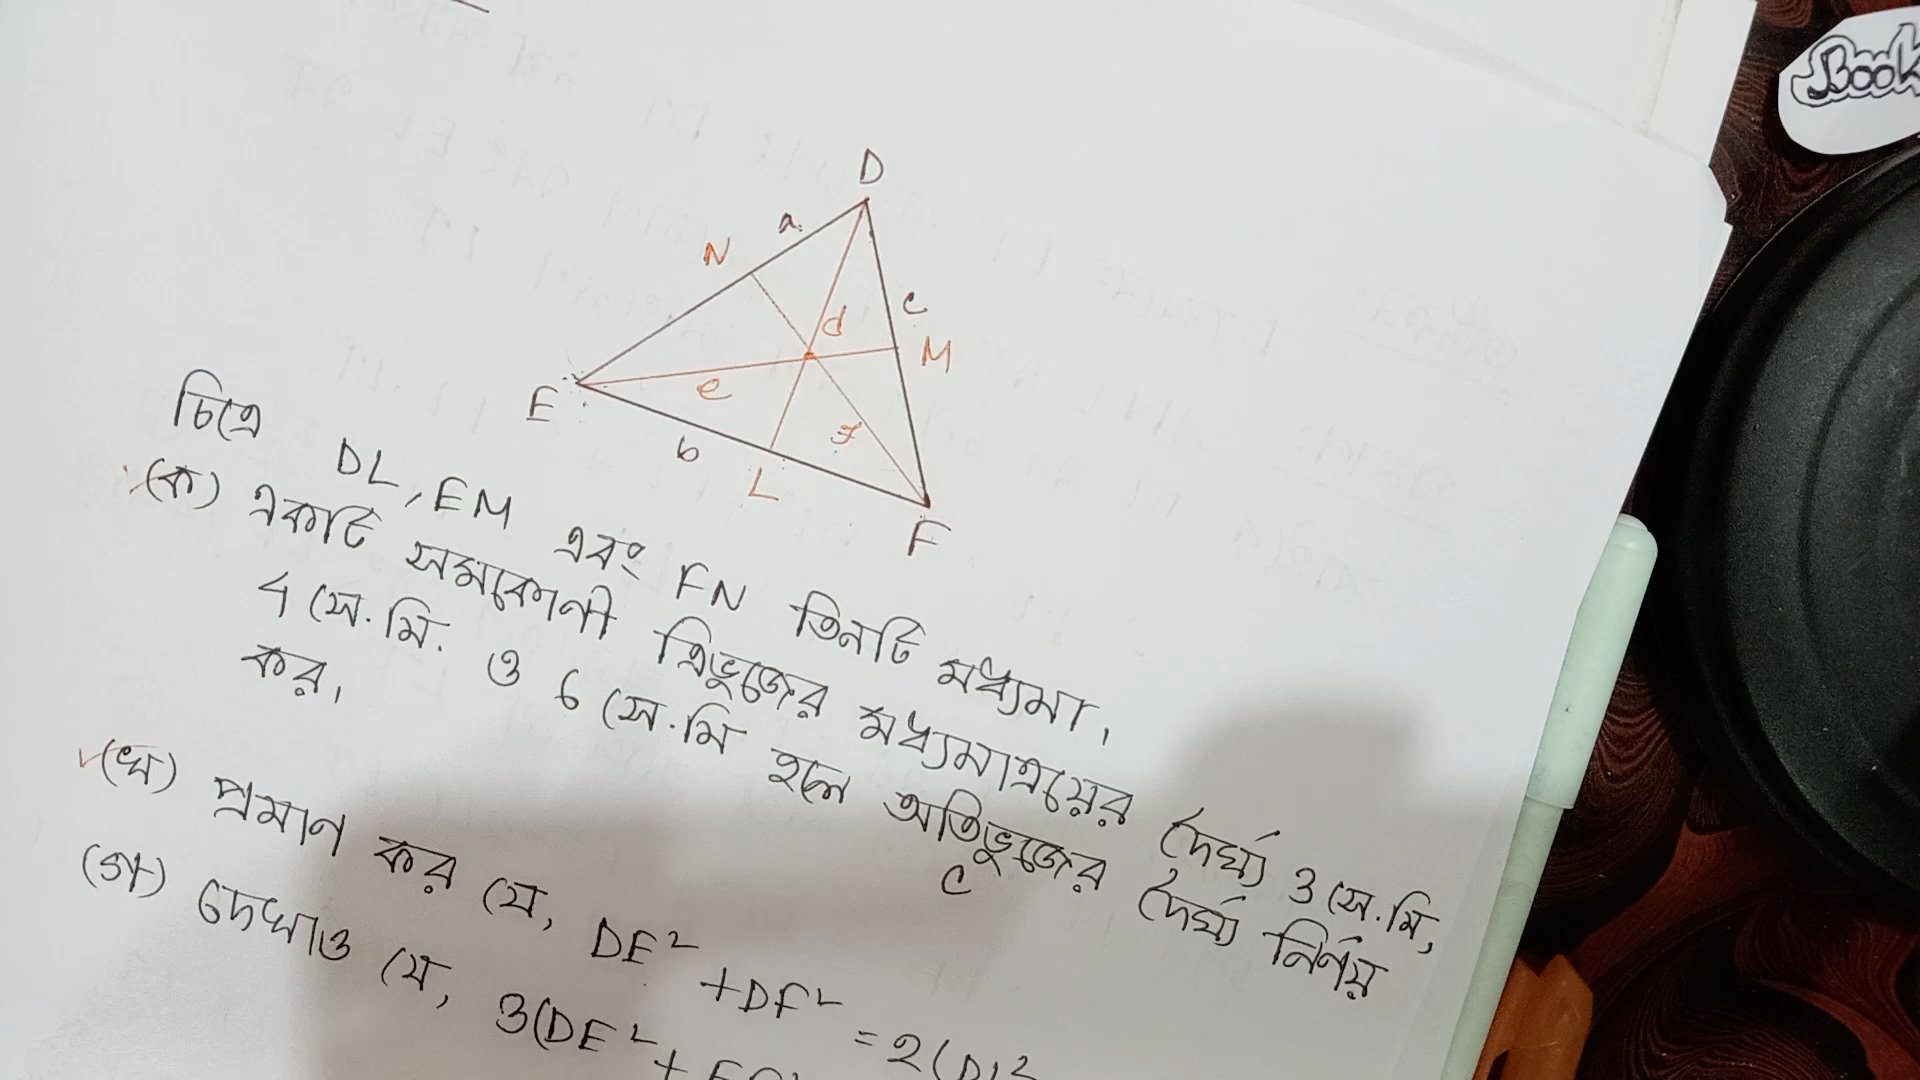 Book
D
a
N
c
d
M
E
e
f
b
L
F
চিত্রে DL, EM এবং FN তিনটি মধ্যমা।
(ক) একটি সমকোণী ত্রিভুজের মধ্যমাত্রয়ের দৈর্ঘ্য 3 সে.মি,
4 সে.মি. ও 6 সে.মি হলে অতিভুজের দৈর্ঘ্য নির্ণয়
c
কর।
(খ) প্রমাণ কর যে, DE² + DF² = 2(DL²
(গ) দেখাও যে, 3(DE² +